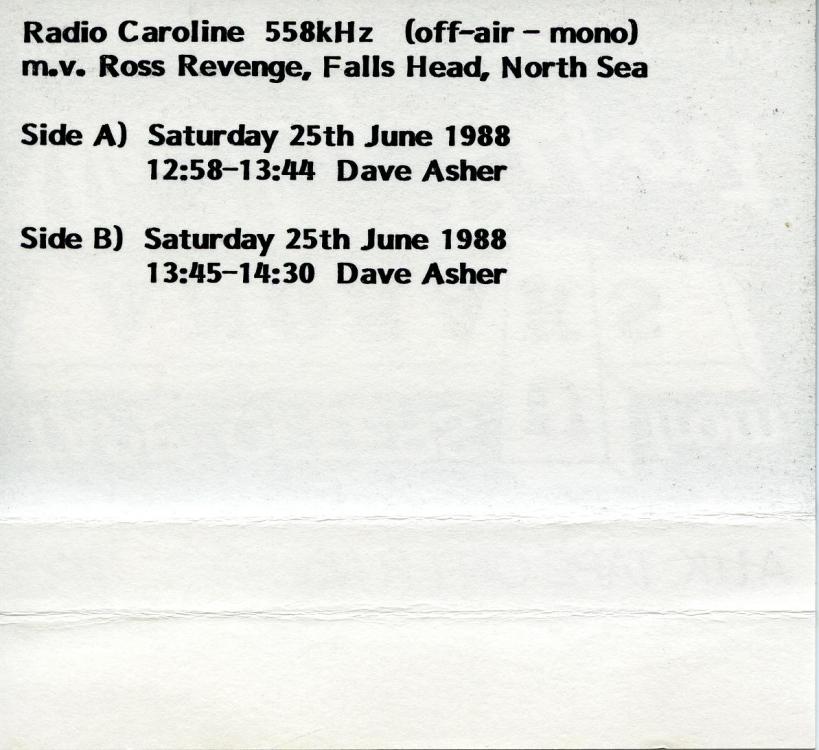 Radio Caroline 558kHz (off-air – mono)
m.v. Ross Revenge, Falls Head, North Sea
Side A) Saturday 25th June 1988
12:58–13:44 Dave Asher
Side B) Saturday 25th June 1988
13:45–14:30 Dave Asher